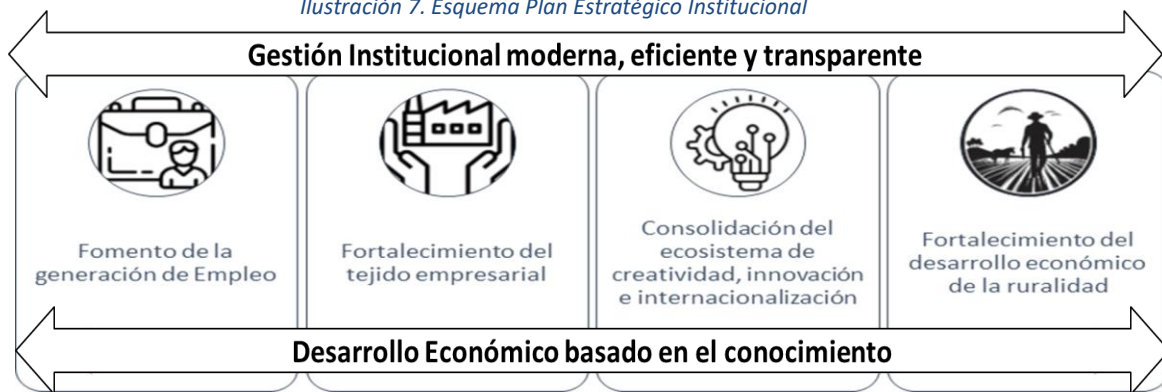 Ilustración 7. Esquema Plan Estratégico Institucional
Gestión Institucional moderna, eficiente y transparente
Fomento de la
generación de Empleo
Fortalecimiento del
tejido empresarial
Consolidación del
ecosistema de
creatividad, innovación
e internacionalización
Fortalecimiento del
desarrollo económico
de la ruralidad
Desarrollo Económico basado en el conocimiento